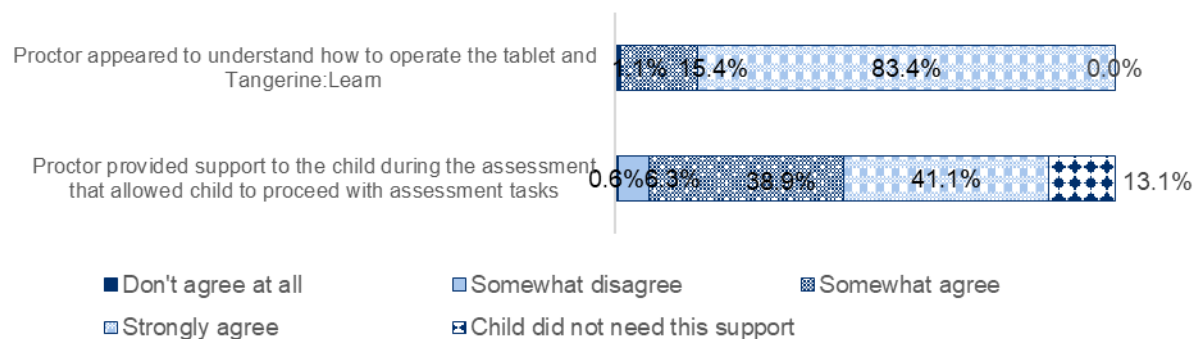 Proctor appeared to understand how to operate the tablet and
Tangerine:Learn
1.1% 15.4% 83.4% 0.0%
Proctor provided support to the child during the assessment
that allowed child to proceed with assessment tasks
0.6% 6.3% 38.9% 41.1% 13.1%
Don't agree at all Somewhat disagree Somewhat agree
Strongly agree Child did not need this support